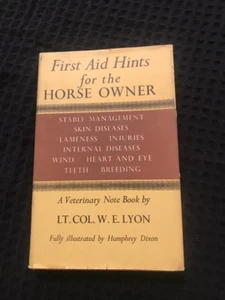 First Aid Hints
for the
HORSE OWNER
STABLE MANAGEMENT
SKIN DISEASES
LAMENESS INJURIES
INTERNAL DISEASES
WIND HEART AND EYE
TEETH BREEDING
A Veterinary Note Book by
LT. COL. W. E. LYON
Fully illustrated by Humphrey Dixon